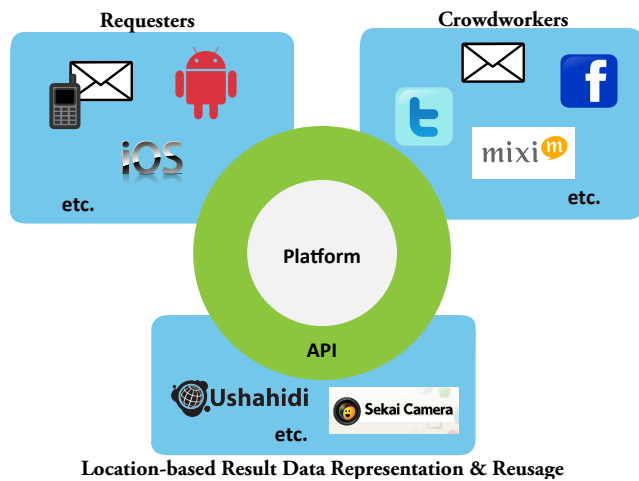 Requesters
Crowdworkers
iOS
etc.
t
f
mixi m
etc.
Platform
API
Ushahidi
Sekai Camera
etc.
Location-based Result Data Representation & Reusage